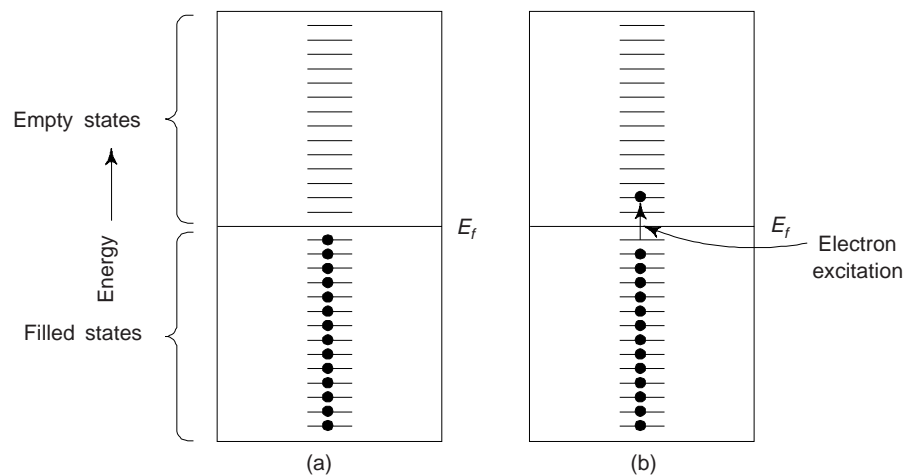 Empty states
Energy
Filled states
E_f
(a)
E_f
Electron
excitation
(b)